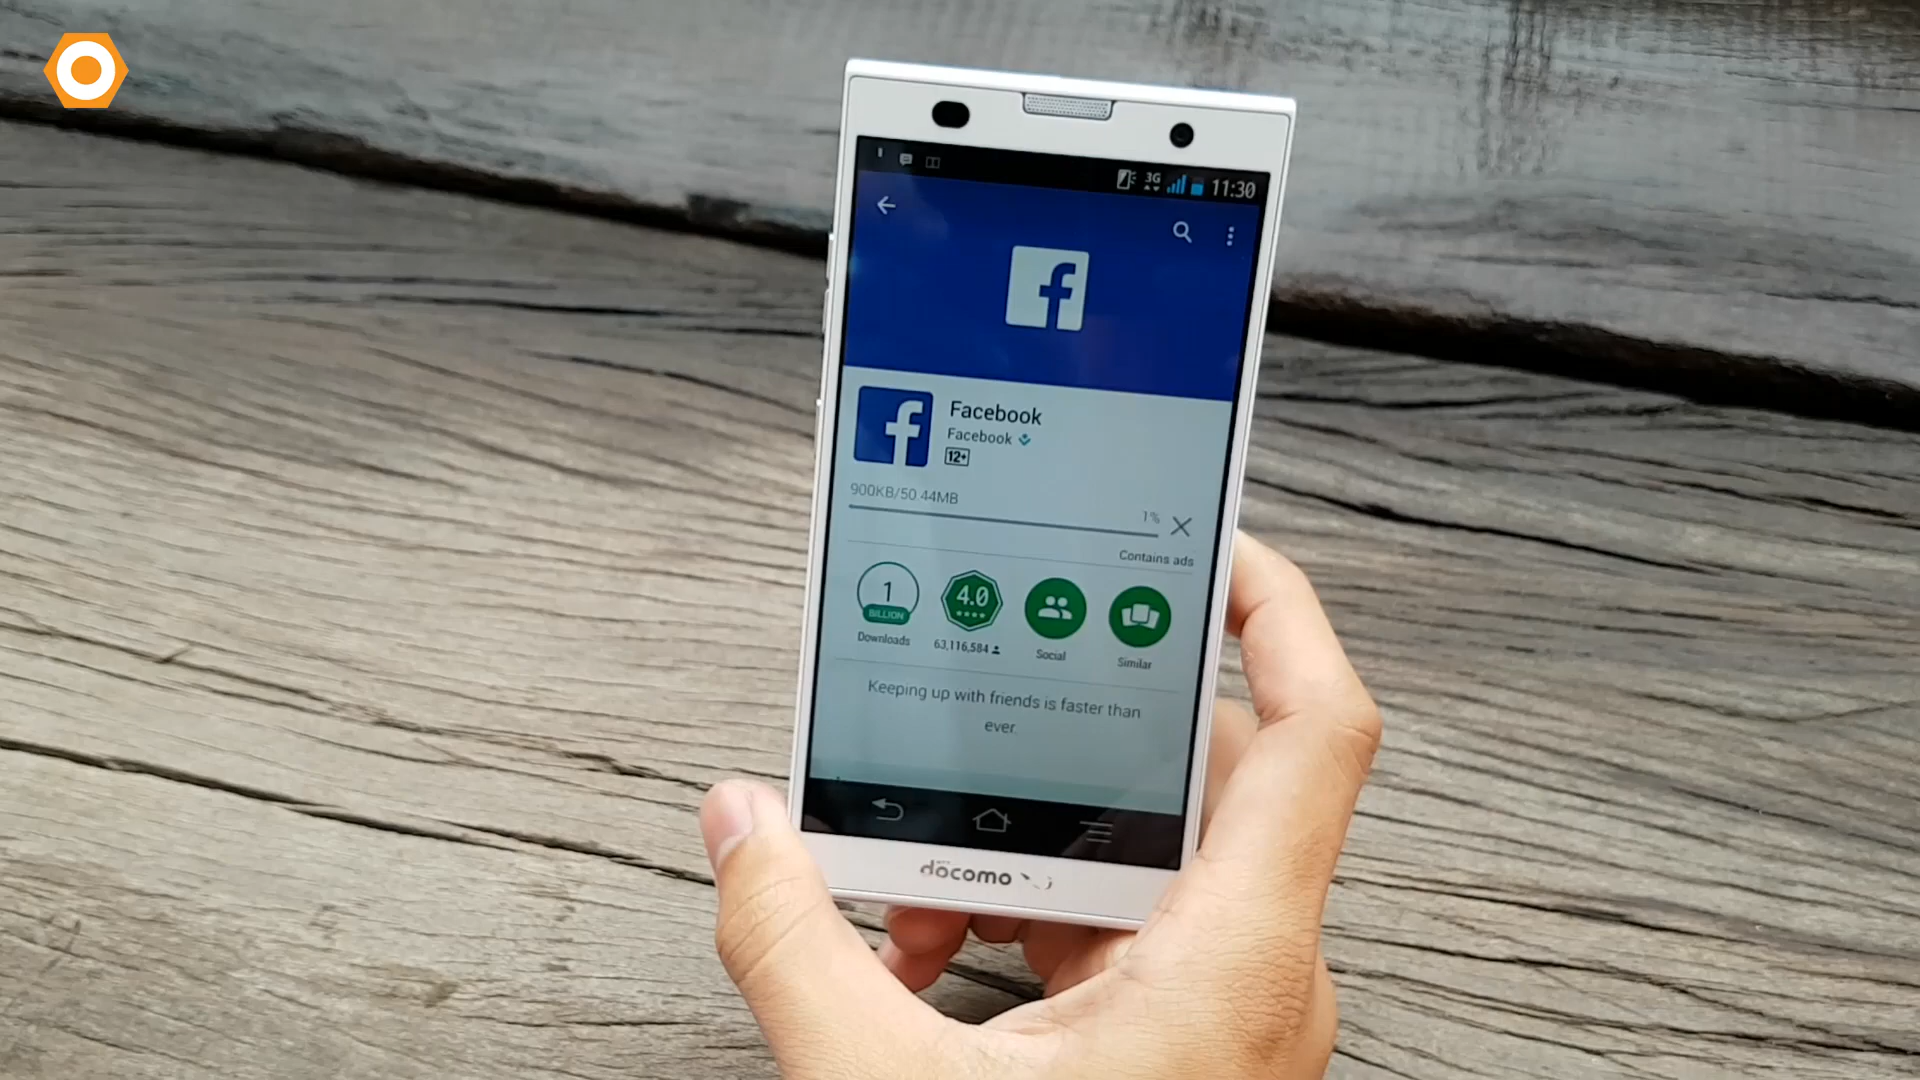 3G 11:30
Facebook
Facebook
12+
900KB/50.44MB
1%
Contains ads
1
BILLION
Downloads
4.0
63,116,584
Social
Similar
Keeping up with friends is faster than
ever.
docomo